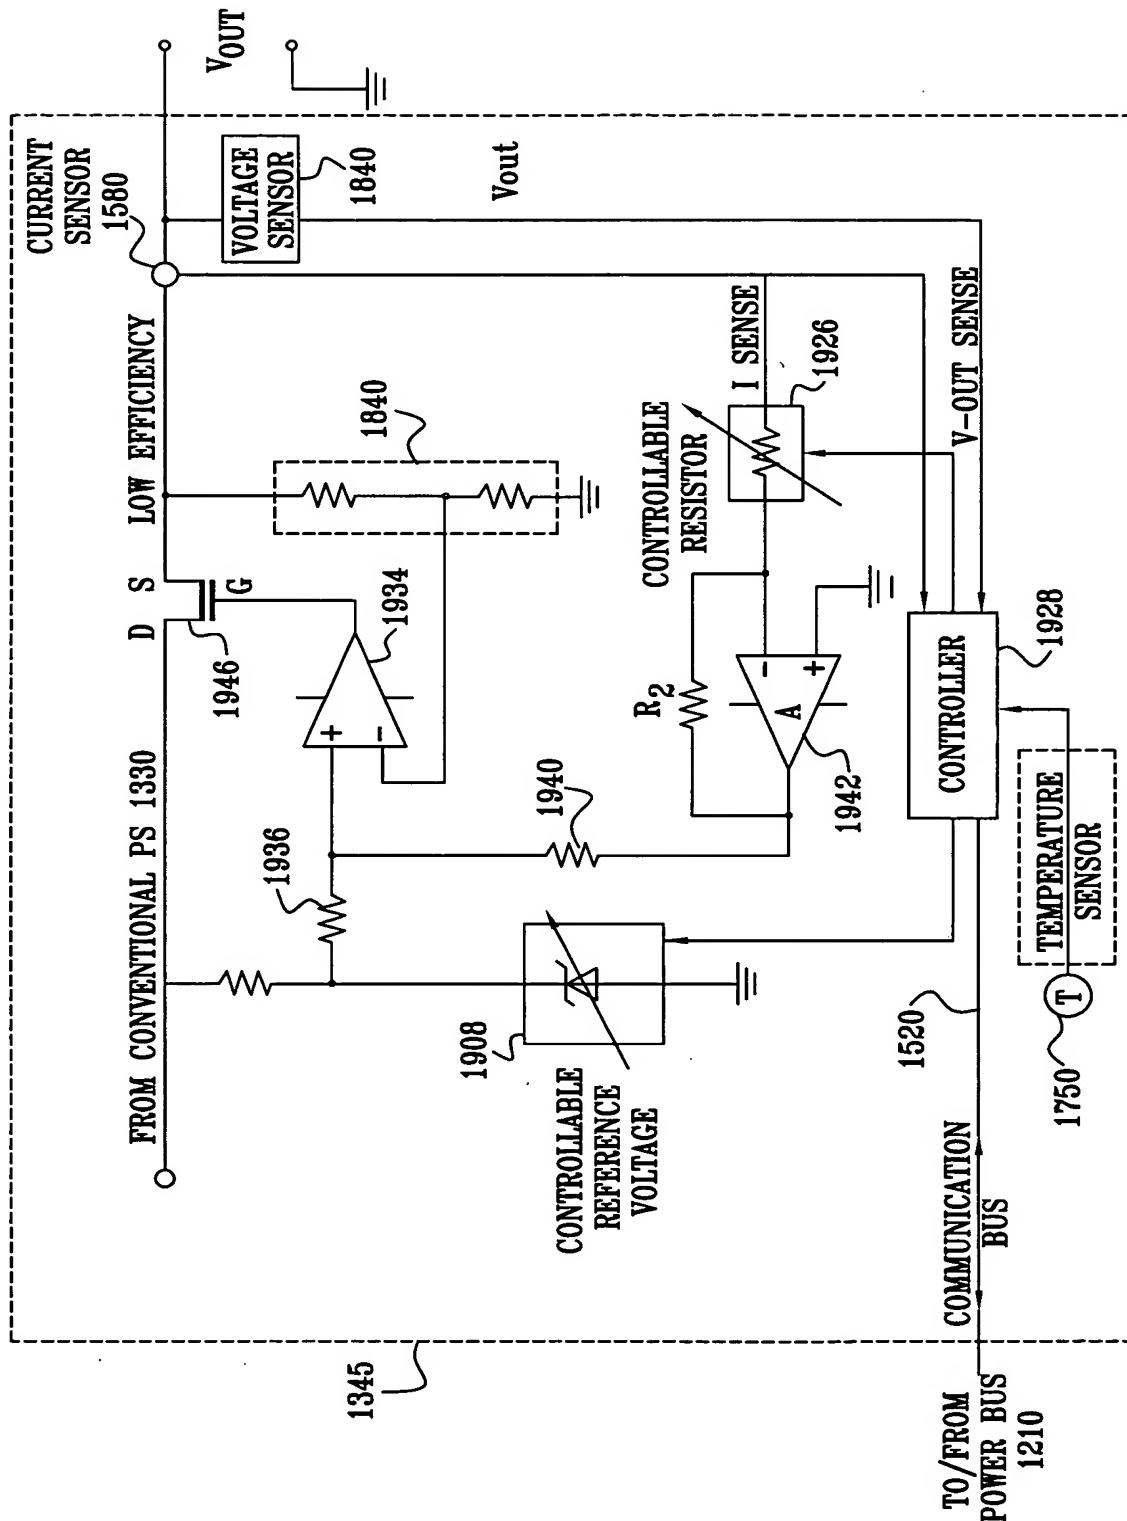 FROM CONVENTIONAL PS 1330
D
S
LOW EFFICIENCY
CURRENT
SENSOR
1580
VOUT
G
1946
1934
+
-
1936
1940
1840
VOLTAGE
SENSOR
1840
Vout
1908
CONTROLLABLE
REFERENCE
VOLTAGE
R2
CONTROLLABLE
RESISTOR
I SENSE
1926
-
+
A
1942
V-OUT SENSE
CONTROLLER
1928
TEMPERATURE
SENSOR
T
1750
1520
COMMUNICATION
BUS
1345
TO/FROM
POWER BUS
1210